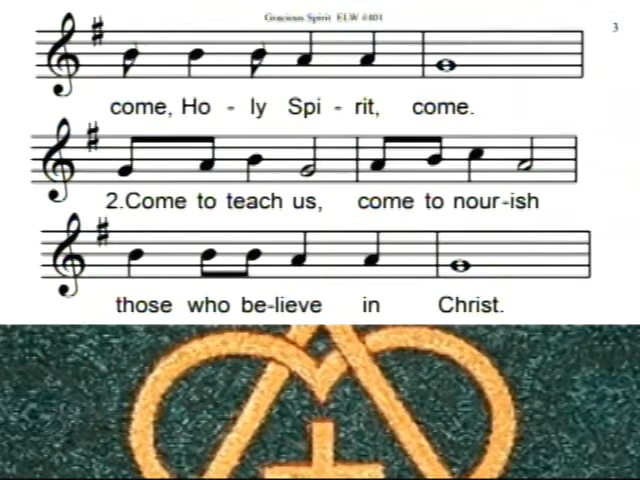 Gracious Spirit ELW #401
3
come, Ho - ly Spi - rit, come.
2.Come to teach us, come to nour-ish
those who be-lieve in Christ.